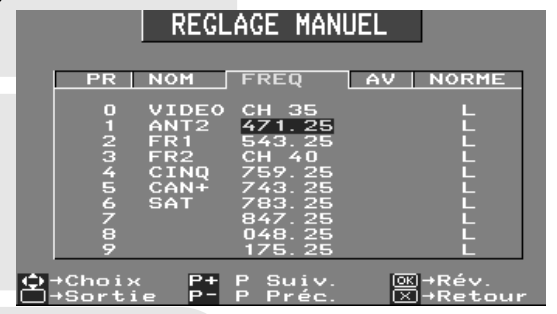 REGLAGE MANUEL
PR NOM FREQ AV NORME
0 VIDEO CH 35 L
1 ANT2 471.25 L
2 FR1 543.25 L
3 FR2 CH 40 L
4 CINQ 759.25 L
5 CAN+ 743.25 L
6 SAT 783.25 L
7 847.25 L
8 048.25 L
9 175.25 L
→Choix P+ P Suiv. OK→Rév.
→Sortie P- P Préc. X→Retour